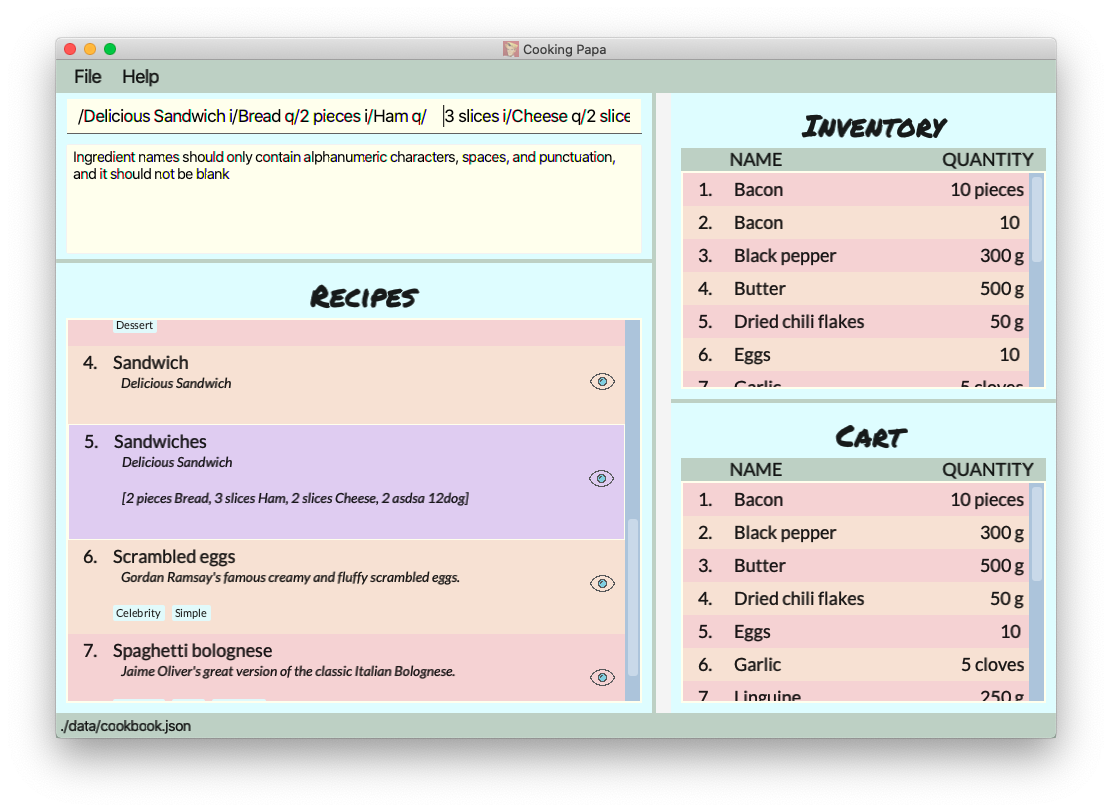 Cooking Papa
File Help
/Delicious Sandwich i/Bread q/2 pieces i/Ham q/ 3 slices i/Cheese q/2 slice
Ingredient names should only contain alphanumeric characters, spaces, and punctuation,
and it should not be blank
Recipes
Dessert
4. Sandwich
Delicious Sandwich
5. Sandwiches
Delicious Sandwich
[2 pieces Bread, 3 slices Ham, 2 slices Cheese, 2 asdsa 12dog]
6. Scrambled eggs
Gordan Ramsay's famous creamy and fluffy scrambled eggs.
Celebrity Simple
7. Spaghetti bolognese
Jaime Oliver's great version of the classic Italian Bolognese.
Inventory
NAME QUANTITY
1. Bacon 10 pieces
2. Bacon 10
3. Black pepper 300 g
4. Butter 500 g
5. Dried chili flakes 50 g
6. Eggs 10
7. Garlic 5 cloves
Cart
NAME QUANTITY
1. Bacon 10 pieces
2. Black pepper 300 g
3. Butter 500 g
4. Dried chili flakes 50 g
5. Eggs 10
6. Garlic 5 cloves
7. Linguine 250 g
./data/cookbook.json